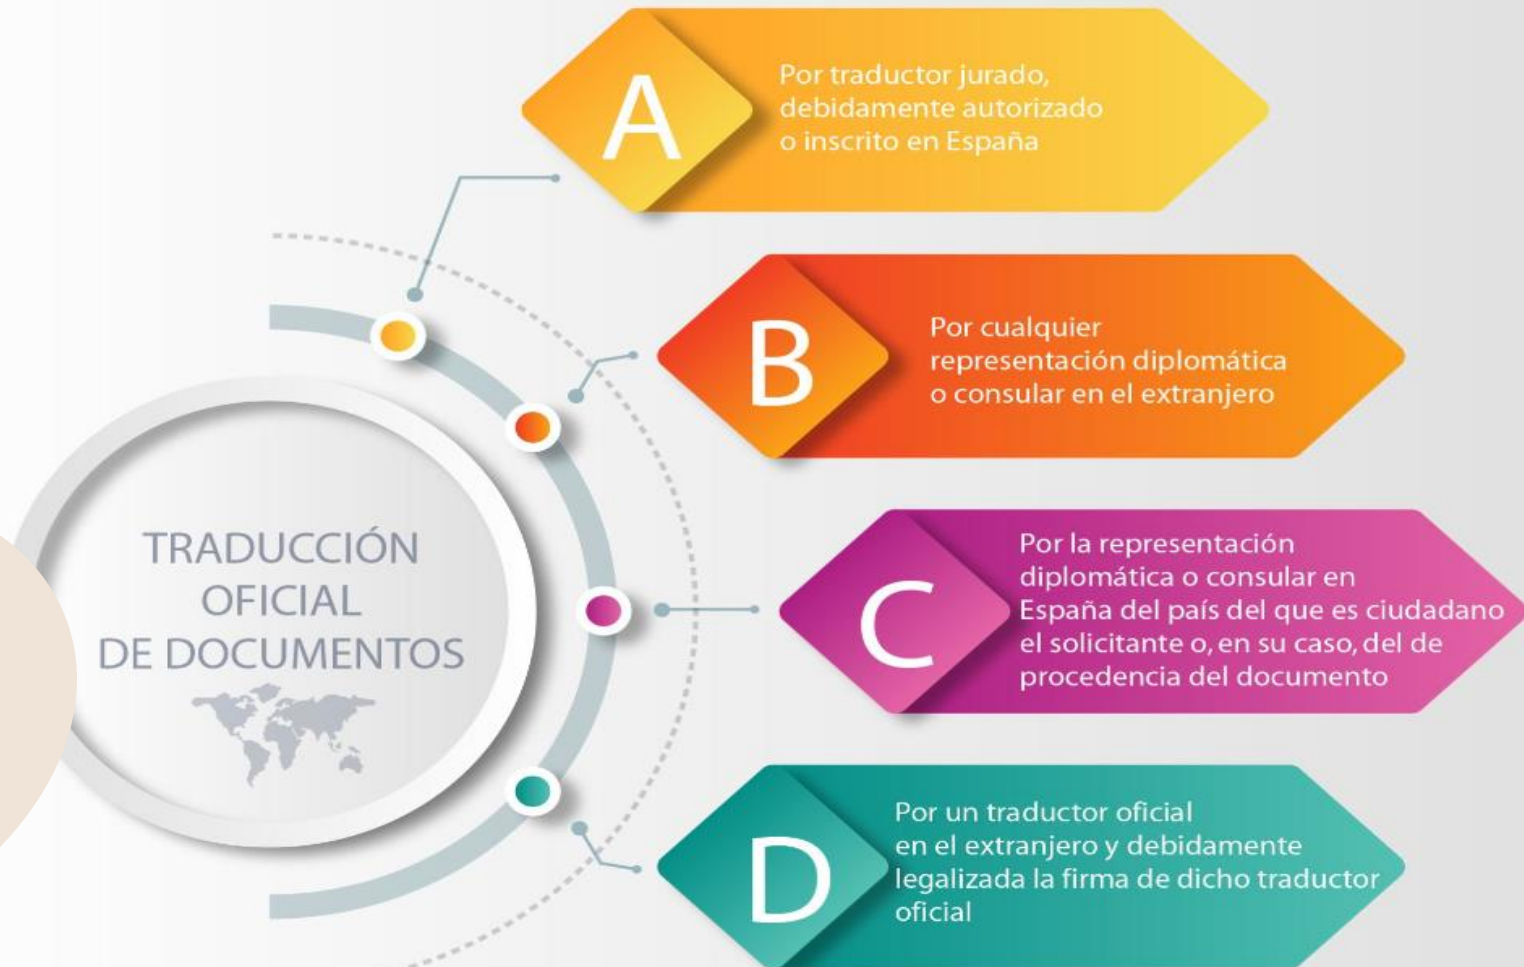 A
Por traductor jurado,
debidamente autorizado
o inscrito en España
B
Por cualquier
representación diplomática
o consular en el extranjero
TRADUCCIÓN
OFICIAL
DE DOCUMENTOS
C
Por la representación
diplomática o consular en
España del país del que es ciudadano
el solicitante o, en su caso, del de
procedencia del documento
D
Por un traductor oficial
en el extranjero y debidamente
legalizada la firma de dicho traductor
oficial